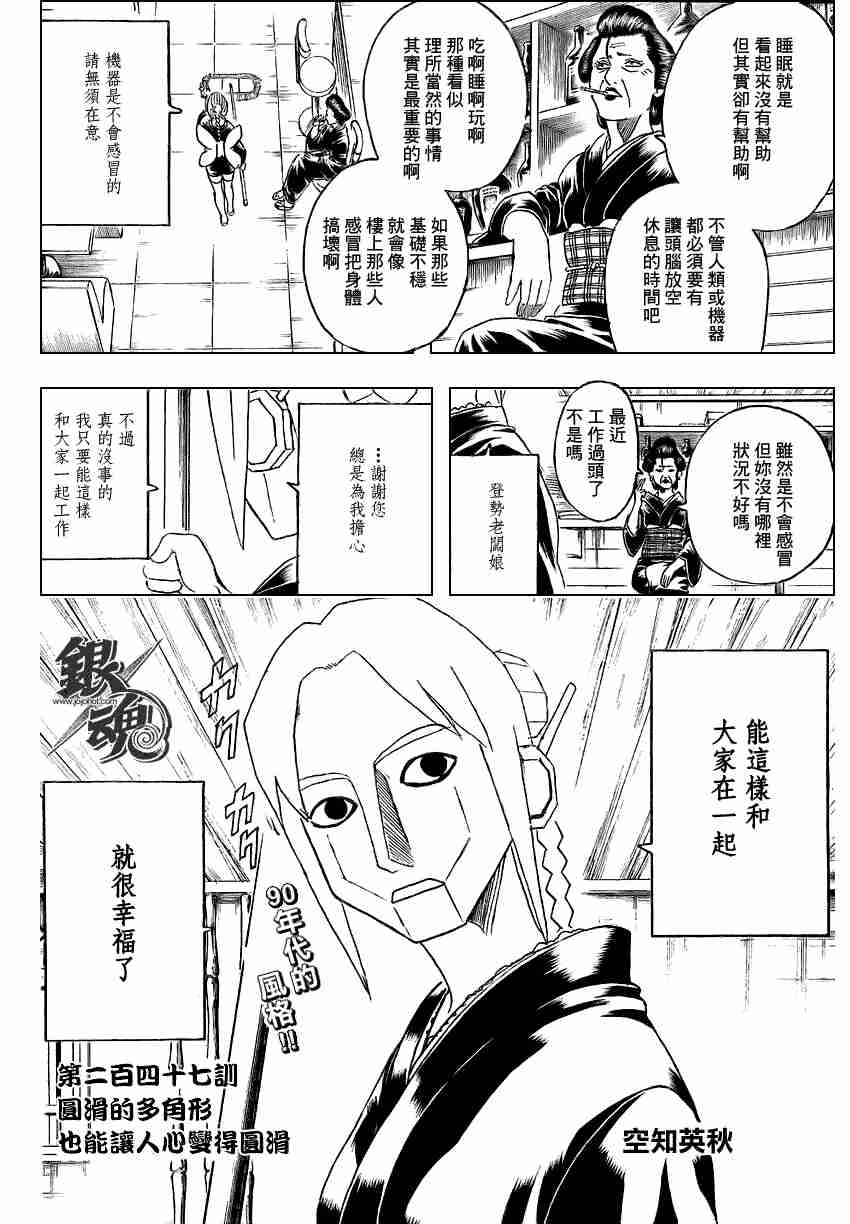 睡眠就是
看起來沒有幫助
但其實卻有幫助啊
不管人類或機器
都必須要有
讓頭腦放空
休息的時間吧
吃啊睡啊玩啊
那種看似
理所當然的事情
其實是最重要的啊
如果那些
基礎不穩
就會像
樓上那些人
感冒把身體
搞壞啊
機器是不會感冒的
請無須在意
雖然是不會感冒
但妳沒有哪裡
狀況不好嗎
最近
工作過頭了
不是嗎
登勢老闆娘
…謝謝您
總是為我擔心
不過
真的沒事的
我只要能這樣
和大家一起工作
能這樣和
大家在一起
銀魂
www.jojohot.com
カク
カク
90年代的
風格!!
就很幸福了
第二百四十七訓
圓滑的多角形
也能讓人心變得圓滑
空知英秋